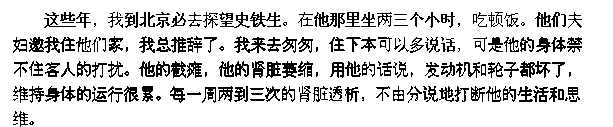 这些年，我到北京必去探望史铁生。在他那里坐两三个小时，吃顿饭。他们夫
妇邀我住他们家，我总推辞了。我来去匆匆，住下本可以多说话，可是他的身体禁
不住客人的打扰。他的截瘫，他的肾脏萎缩，用他的话说，发动机和轮子都坏了，
维持身体的运行很累。每一周两到三次的肾脏透析，不由分说地打断他的生活和思
维。